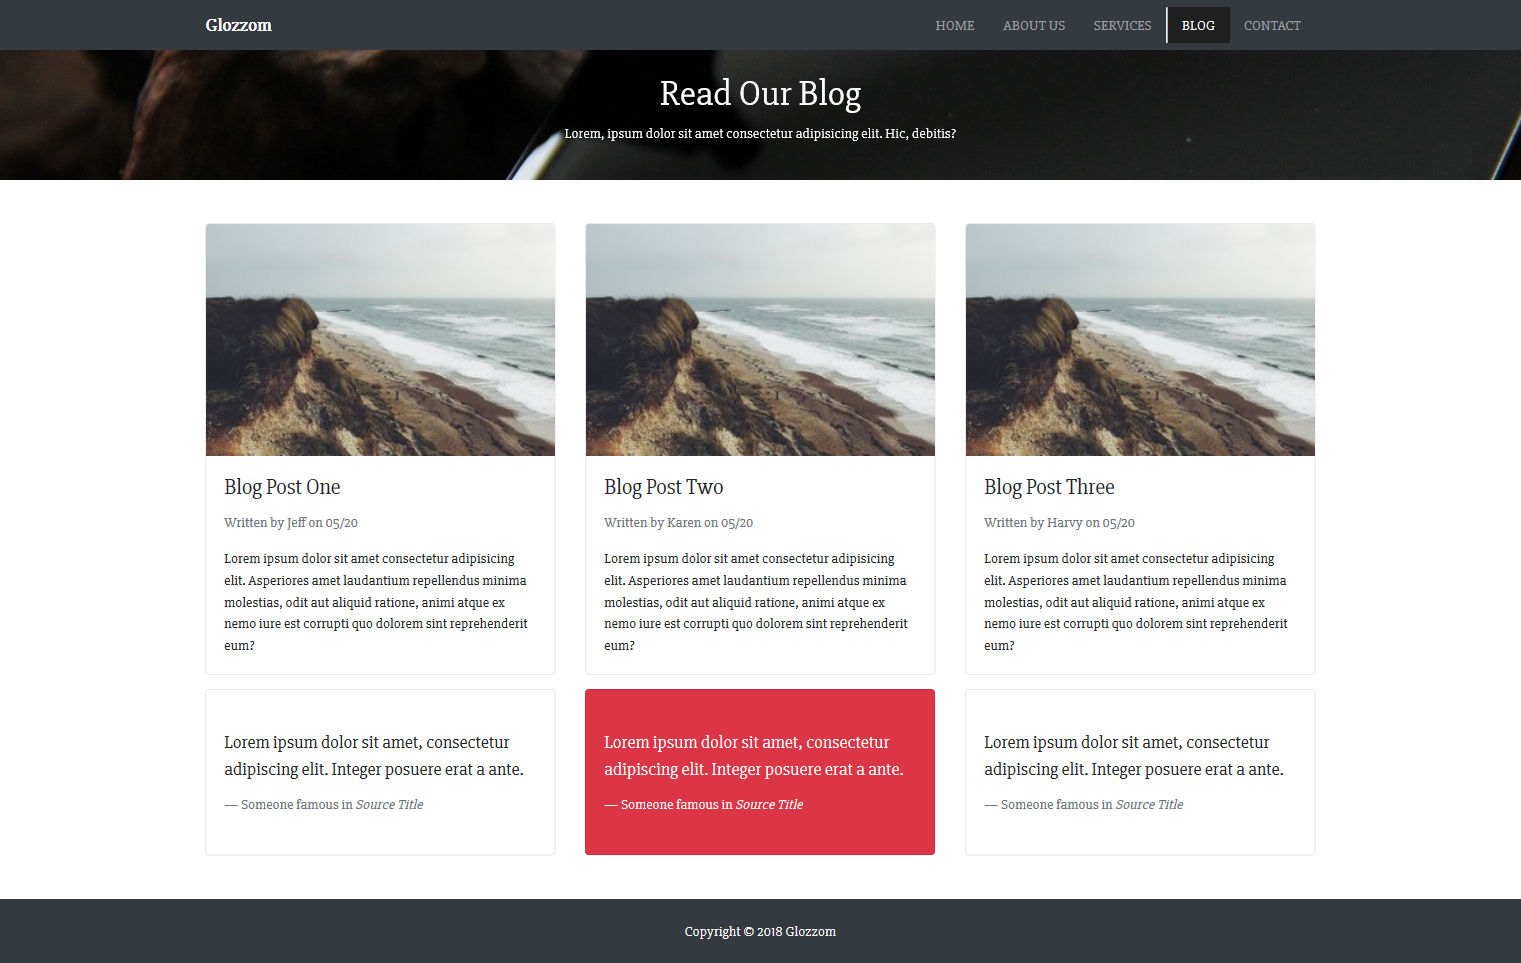 Glozzom
HOME ABOUT US SERVICES BLOG CONTACT
Read Our Blog
Lorem, ipsum dolor sit amet consectetur adipisicing elit. Hic, debitis?
Blog Post One
Written by Jeff on 05/20
Lorem ipsum dolor sit amet consectetur adipisicing
elit. Asperiores amet laudantium repellendus minima
molestias, odit aut aliquid ratione, animi atque ex
nemo iure est corrupti quo dolorem sint reprehenderit
eum?
Blog Post Two
Written by Karen on 05/20
Lorem ipsum dolor sit amet consectetur adipisicing
elit. Asperiores amet laudantium repellendus minima
molestias, odit aut aliquid ratione, animi atque ex
nemo iure est corrupti quo dolorem sint reprehenderit
eum?
Blog Post Three
Written by Harvy on 05/20
Lorem ipsum dolor sit amet consectetur adipisicing
elit. Asperiores amet laudantium repellendus minima
molestias, odit aut aliquid ratione, animi atque ex
nemo iure est corrupti quo dolorem sint reprehenderit
eum?
Lorem ipsum dolor sit amet, consectetur
adipiscing elit. Integer posuere erat a ante.
— Someone famous in Source Title
Lorem ipsum dolor sit amet, consectetur
adipiscing elit. Integer posuere erat a ante.
— Someone famous in Source Title
Lorem ipsum dolor sit amet, consectetur
adipiscing elit. Integer posuere erat a ante.
— Someone famous in Source Title
Copyright © 2018 Glozzom